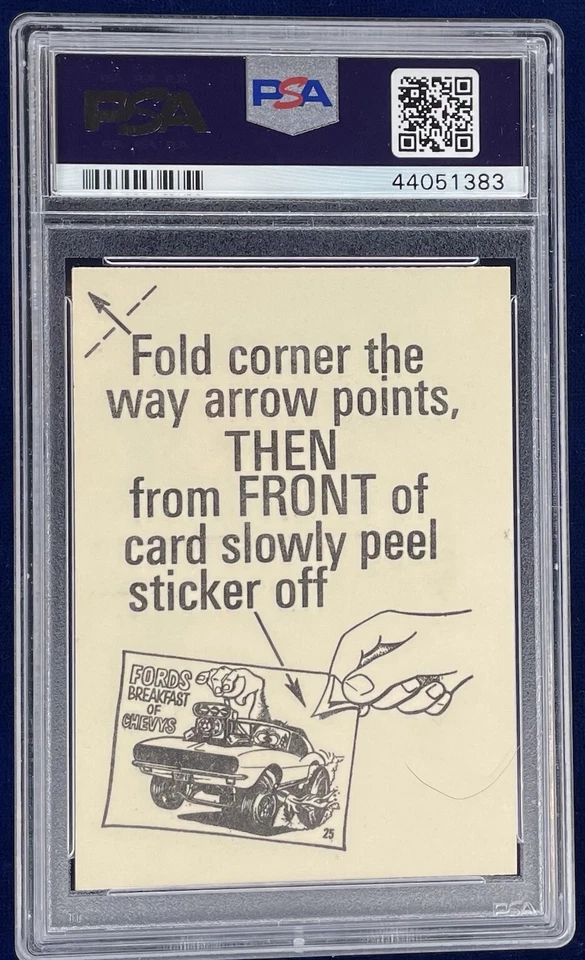 PSA
PSA
44051383
Fold corner the
way arrow points,
THEN
from FRONT of
card slowly peel
sticker off
FORDS
BREAKFAST
OF
CHEVYS
25
PSA